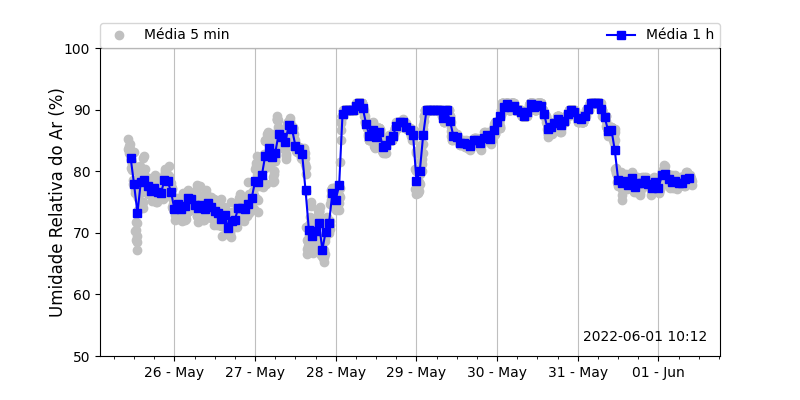 Média 5 min
Média 1 h
Umidade Relativa do Ar (%)
100
90
80
70
60
50
2022-06-01 10:12
26 - May
27 - May
28 - May
29 - May
30 - May
31 - May
01 - Jun